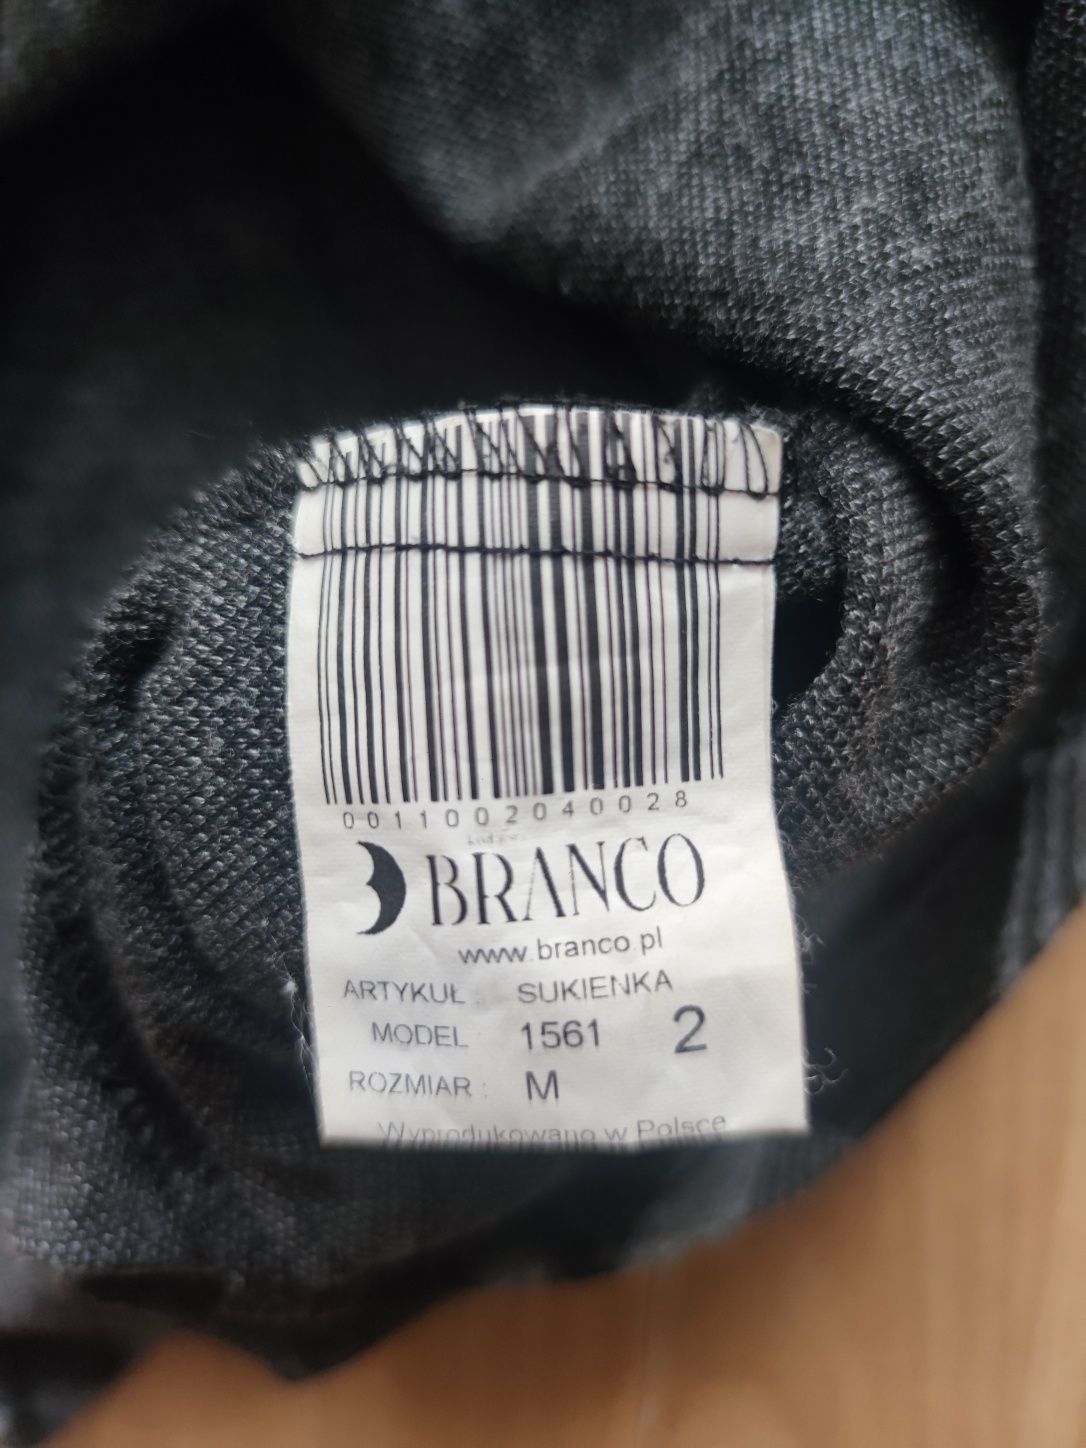 0011002040028
BRANCO
www.branco.pl
ARTYKUŁ : SUKIENKA
MODEL : 1561 2
ROZMIAR : M
Wyprodukowano w Polsce